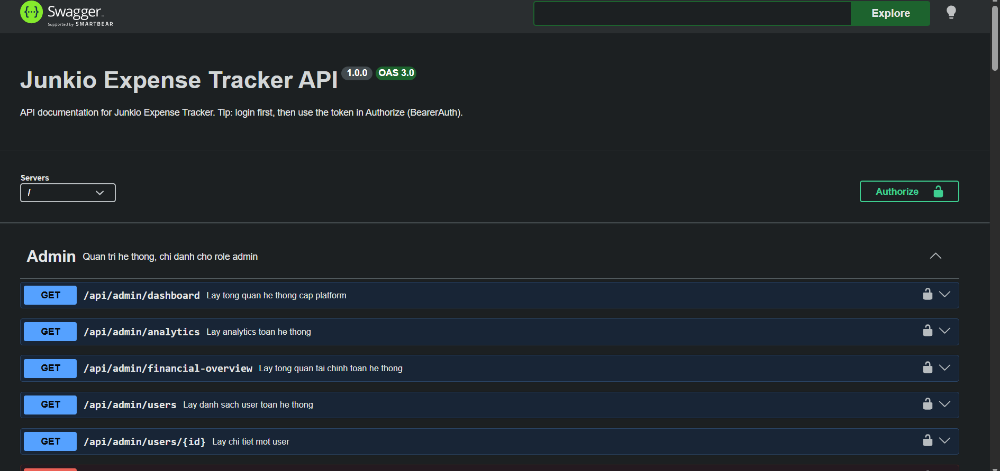 Swagger
Supported by SMARTBEAR
Explore
Junkio Expense Tracker API 1.0.0 OAS 3.0
API documentation for Junkio Expense Tracker. Tip: login first, then use the token in Authorize (BearerAuth).
Servers
/
Authorize
Admin Quan tri he thong, chi danh cho role admin
GET /api/admin/dashboard Lay tong quan he thong cap platform
GET /api/admin/analytics Lay analytics toan he thong
GET /api/admin/financial-overview Lay tong quan tai chinh toan he thong
GET /api/admin/users Lay danh sach user toan he thong
GET /api/admin/users/{id} Lay chi tiet mot user